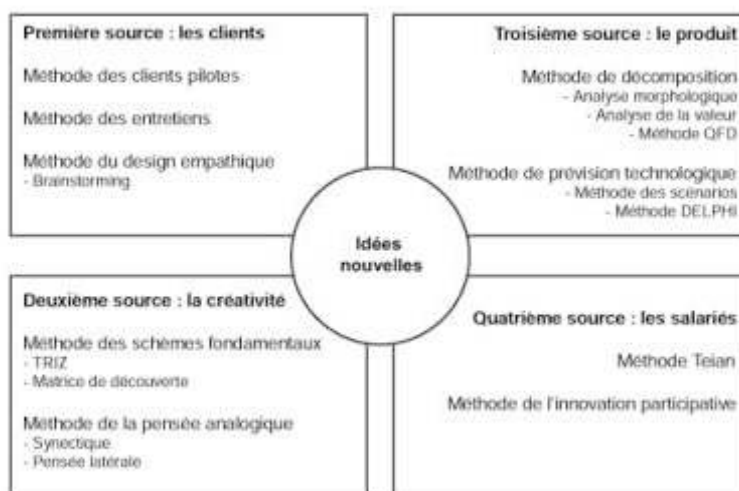 Première source : les clients
Méthode des clients pilotes
Méthode des entretiens
Méthode du design empathique
- Brainstorming
Troisième source : le produit
Méthode de décomposition
- Analyse morphologique
- Analyse de la valeur
- Méthode QFD
Méthode de prévision technologique
- Méthode des scénarios
- Méthode DELPHI
Idées
nouvelles
Deuxième source : la créativité
Méthode des schèmes fondamentaux
- TRIZ
- Matrice de découverte
Méthode de la pensée analogique
- Synectique
- Pensée latérale
Quatrième source : les salariés
Méthode Teian
Méthode de l'innovation participative